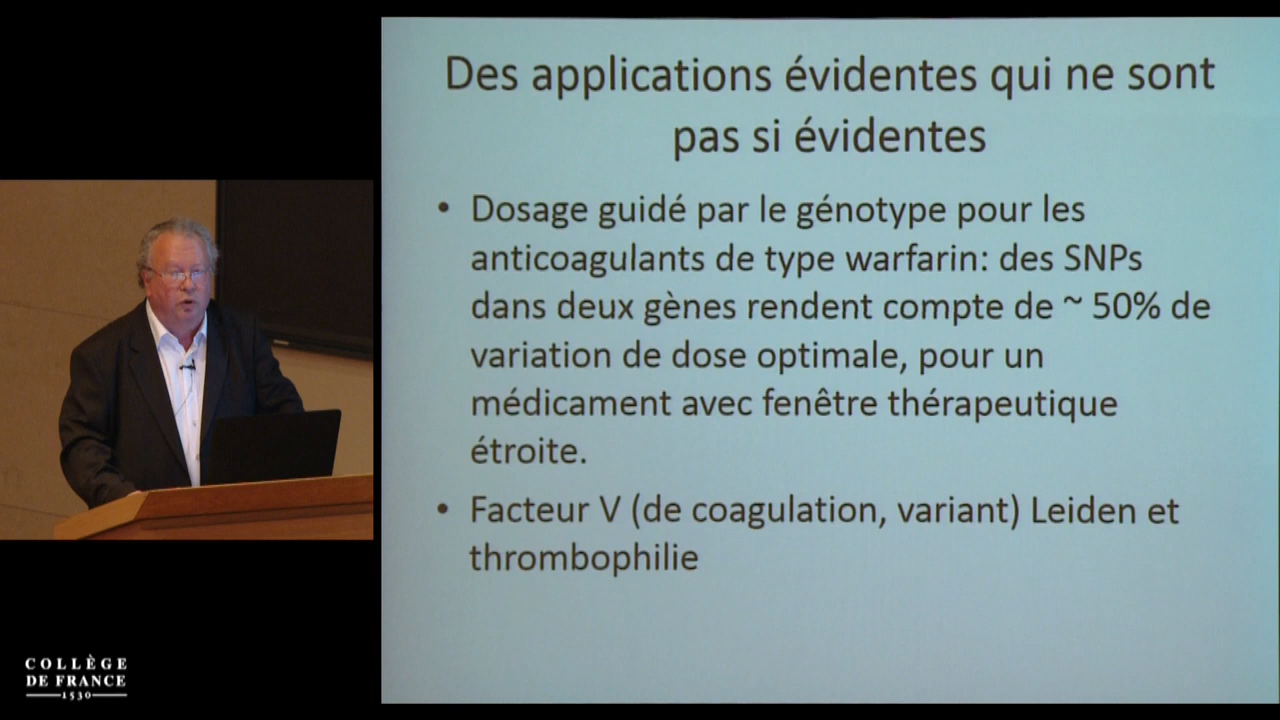 Des applications évidentes qui ne sont
pas si évidentes
• Dosage guidé par le génotype pour les
anticoagulants de type warfarin: des SNPs
dans deux gènes rendent compte de ~ 50% de
variation de dose optimale, pour un
médicament avec fenêtre thérapeutique
étroite.
• Facteur V (de coagulation, variant) Leiden et
thrombophilie
COLLÈGE
DE FRANCE
1530